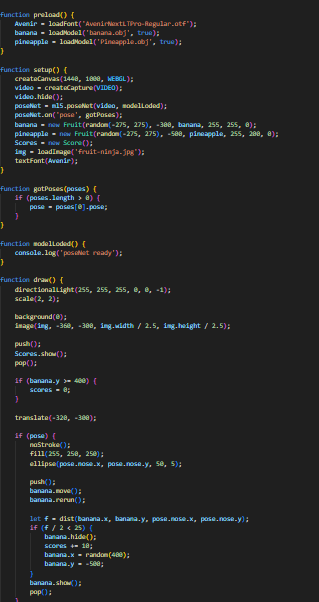 function preload() {
Avenir = loadFont("AvenirNextLTPro-Regular.otf");
banana = loadModel('banana.obj', true);
pineapple = loadModel('Pineapple.obj', true);
}
function setup() {
createCanvas(1440, 1000, WEBGL);
video = createCapture(VIDEO);
video.hide();
poseNet = ml5.poseNet(video, modelLoded);
poseNet.on('pose', gotPoses);
banana = new Fruit(random(-275, 275), -300, banana, 255, 255, 0);
pineapple = new Fruit(random(-275, 275), -500, pineapple, 255, 200, 0);
Scores = new Score();
img = loadImage('fruit-ninja.jpg');
textFont(Avenir);
}
function gotPoses(poses) {
if (poses.length > 0) {
pose = poses[0].pose;
}
}
function modelLoded() {
console.log('poseNet ready');
}
function draw() {
directionalLight(255, 255, 255, 0, 0, -1);
scale(2, 2);
background(0);
image(img, -360, -300, img.width / 2.5, img.height / 2.5);
push();
Scores.show();
pop();
if (banana.y >= 400) {
scores = 0;
}
translate(-320, -300);
if (pose) {
noStroke();
fill(255, 250, 250);
ellipse(pose.nose.x, pose.nose.y, 50, 5);
push();
banana.move();
banana.rerun();
let f = dist(banana.x, banana.y, pose.nose.x, pose.nose.y);
if (f / 2 < 25) {
banana.hide();
scores += 10;
banana.x = random(400);
banana.y = -500;
}
banana.show();
pop();
}